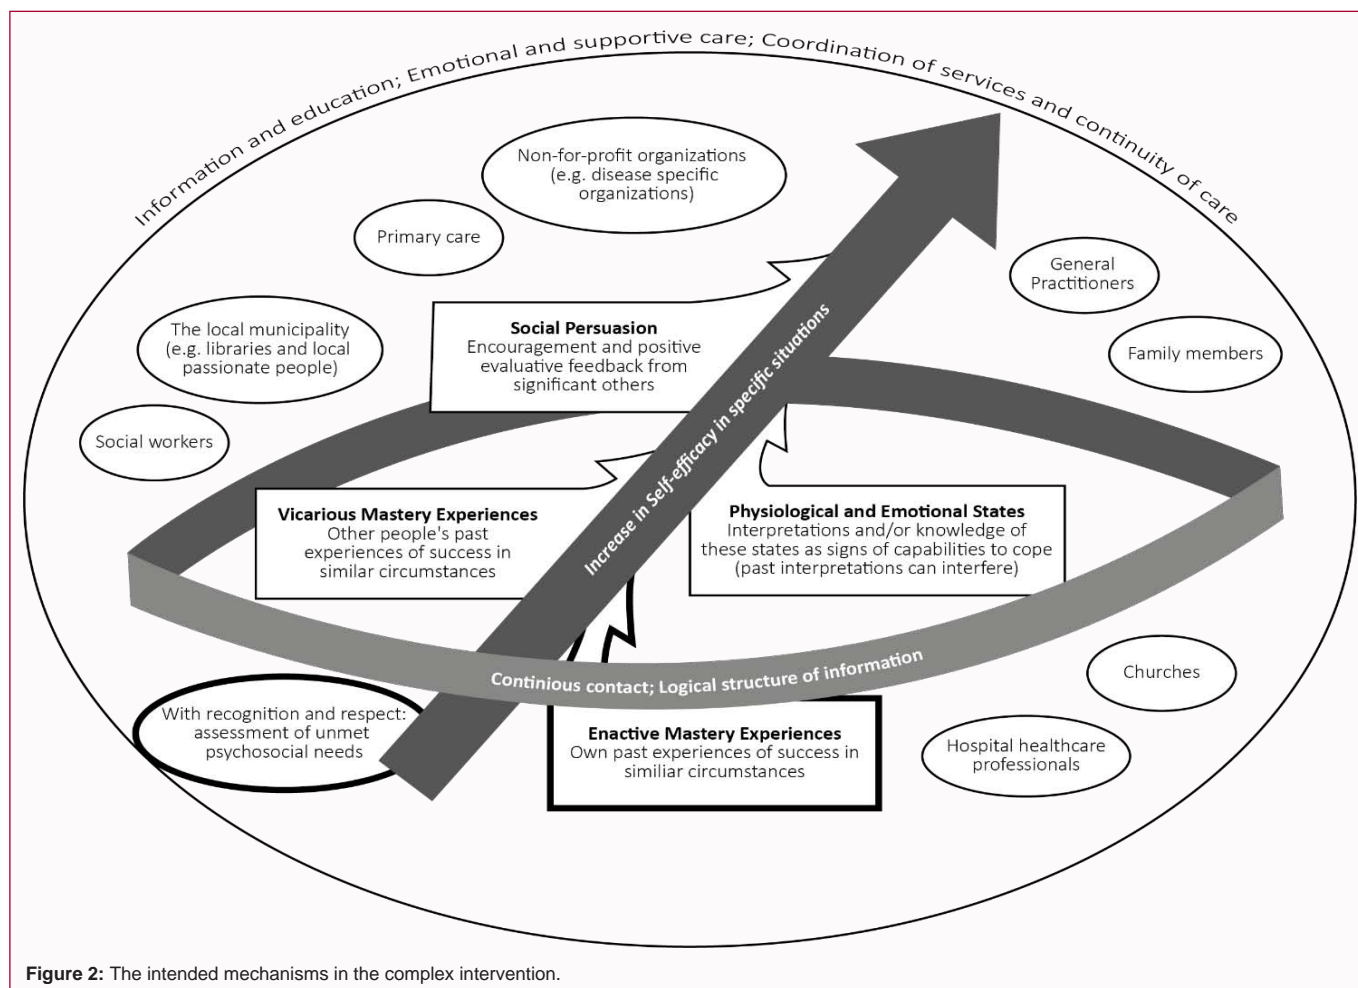 Information and education; Emotional and supportive care; Coordination of services and continuity of care
Non-for-profit organizations
(e.g. disease specific
organizations)
Primary care
General
Practitioners
The local municipality
(e.g. libraries and local
passionate people)
Family members
Social workers
Social Persuasion
Encouragement and positive
evaluative feedback from
significant others
Increase in Self-efficacy in specific situations
Vicarious Mastery Experiences
Other people's past
experiences of success in
similar circumstances
Physiological and Emotional States
Interpretations and/or knowledge of
these states as signs of capabilities to cope
(past interpretations can interfere)
Continious contact; Logical structure of information
With recognition and respect:
assessment of unmet
psychosocial needs
Enactive Mastery Experiences
Own past experiences of success in
similiar circumstances
Churches
Hospital healthcare
professionals
Figure 2: The intended mechanisms in the complex intervention.